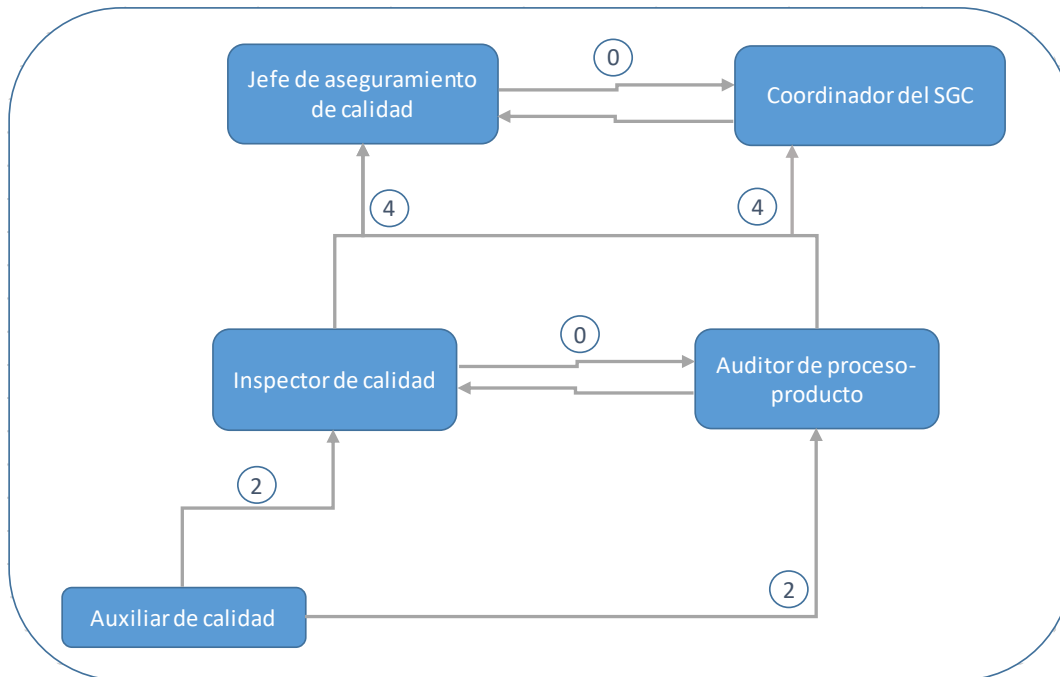 0
Jefe de aseguramiento
de calidad
Coordinador del SGC
4
4
0
Inspector de calidad
Auditor de proceso-
producto
2
2
Auxiliar de calidad